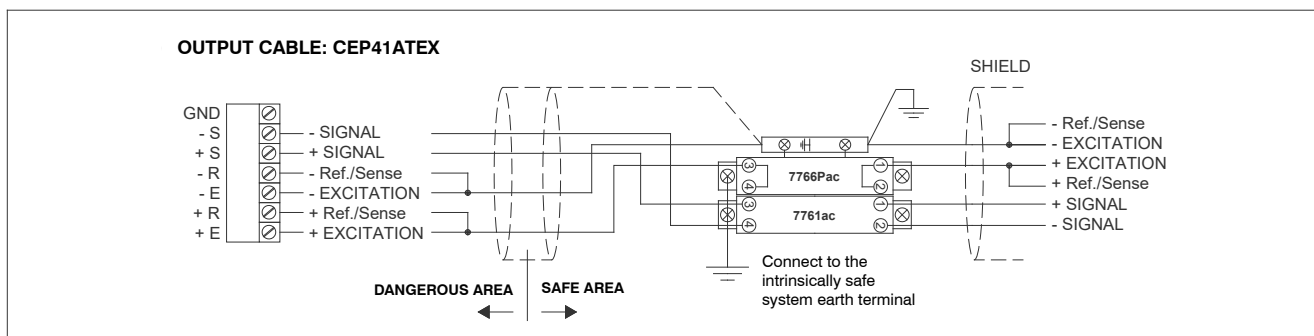 OUTPUT CABLE: CEP41ATEX
SHIELD
GND
- S
+ S
- R
- E
+ R
+ E
- SIGNAL
+ SIGNAL
- Ref./Sense
- EXCITATION
+ Ref./Sense
+ EXCITATION
3
4
7766Pac
1
2
3
4
7761ac
1
2
- Ref./Sense
- EXCITATION
+ EXCITATION
+ Ref./Sense
+ SIGNAL
- SIGNAL
DANGEROUS AREA
SAFE AREA
Connect to the
intrinsically safe
system earth terminal